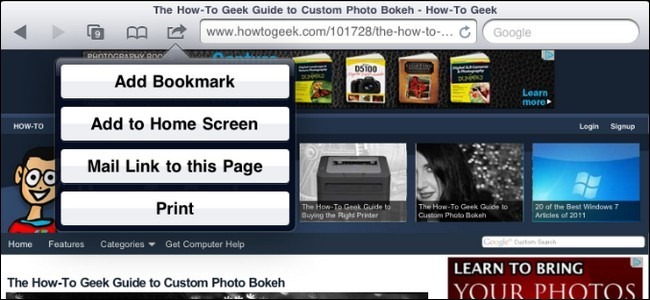 The How-To Geek Guide to Custom Photo Bokeh - How-To Geek
9
www.howtogeek.com/101728/the-how-to-...
Google
Add Bookmark
Add to Home Screen
Mail Link to this Page
Print
PHOTOGRAPHY
D5100
DUMMIES
Learn more ›
HOW-TO
Login Signup
The How-To Geek Guide to Buying the Right Printer
The How-To Geek Guide to Custom Photo Bokeh
20 of the Best Windows 7 Articles of 2011
Home Features Categories Get Computer Help
Google™ Custom Search
The How-To Geek Guide to Custom Photo Bokeh
LEARN TO BRING
YOUR PHOTOS